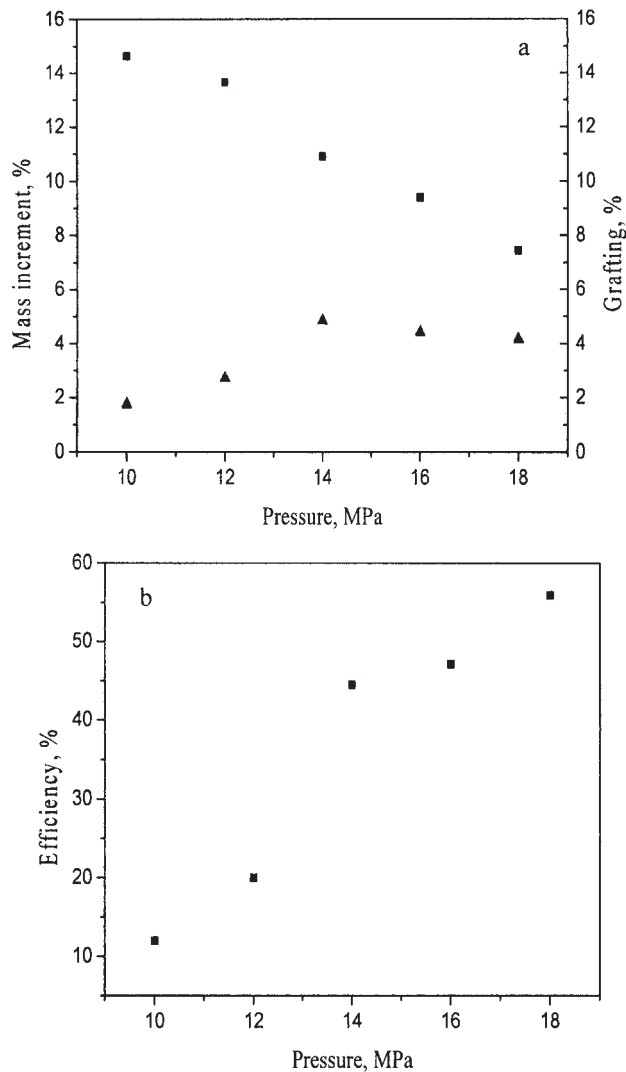 16
14
12
10
8
6
4
2
0
Mass increment, %
a
16
14
12
10
8
6
4
2
0
Grafting, %
10 12 14 16 18
Pressure, MPa
b
60
50
40
30
20
10
Efficiency, %
10 12 14 16 18
Pressure, MPa